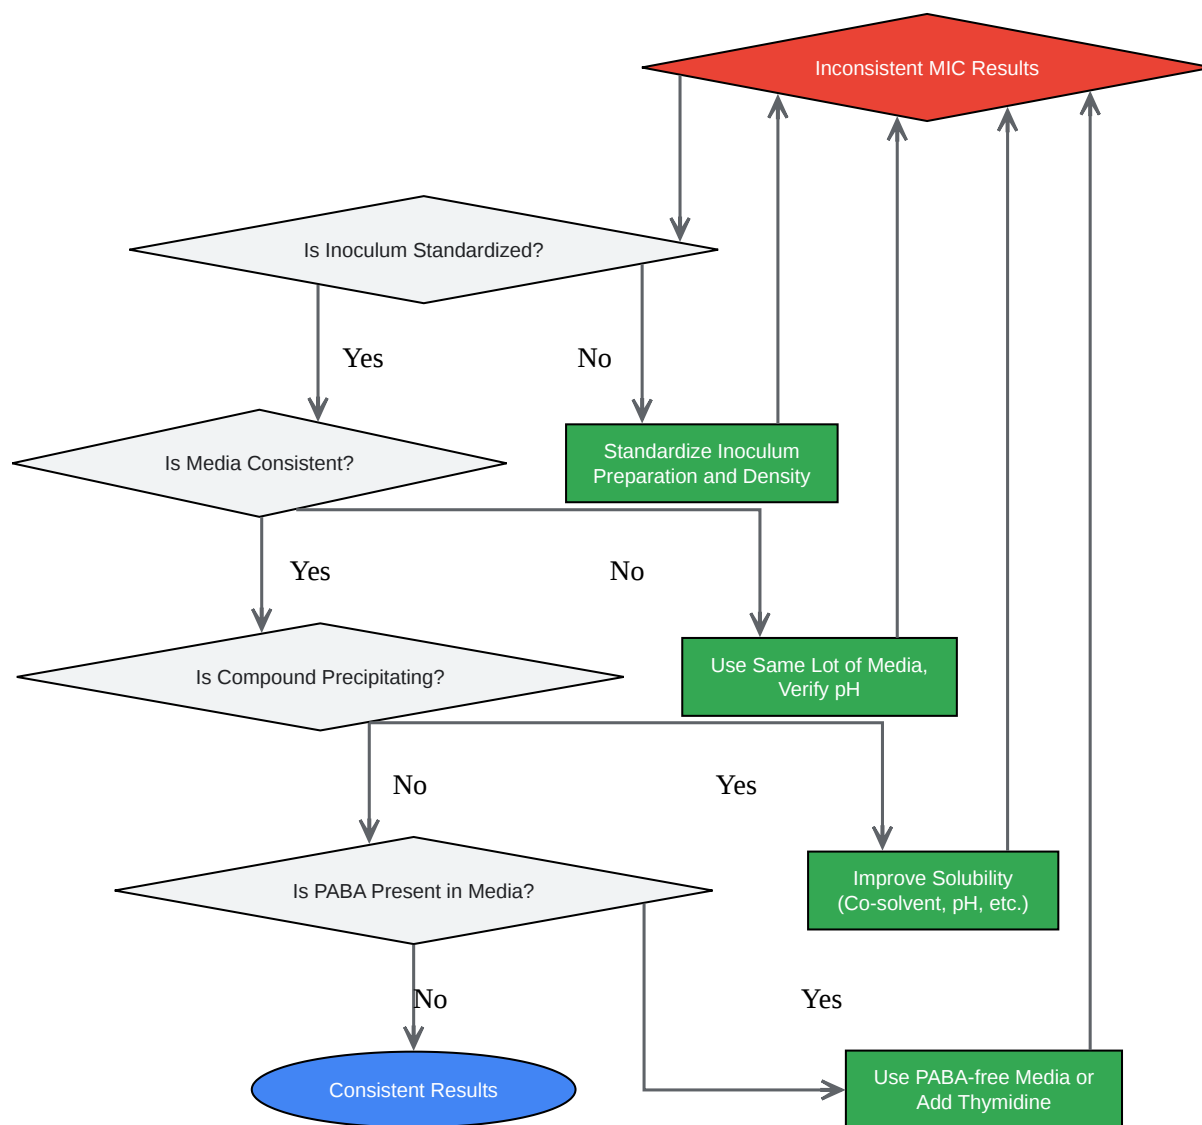 Inconsistent MIC Results
Is Inoculum Standardized?
Yes
No
Is Media Consistent?
Standardize Inoculum
Preparation and Density
Yes
No
Is Compound Precipitating?
Use Same Lot of Media,
Verify pH
No
Yes
Is PABA Present in Media?
Improve Solubility
(Co-solvent, pH, etc.)
No
Yes
Consistent Results
Use PABA-free Media or
Add Thymidine